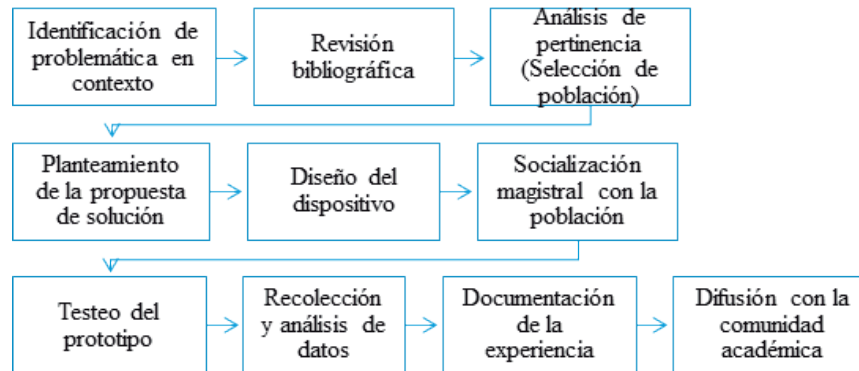 Identificación de
problemática en
contexto
Revisión
bibliográfica
Análisis de
pertinencia
(Selección de
población)
Planteamiento
de la propuesta
de solución
Diseño del
dispositivo
Socialización
magistral con la
población
Testeo del
prototipo
Recolección
y análisis de
datos
Documentación
de la
experiencia
Difusión con la
comunidad
académica